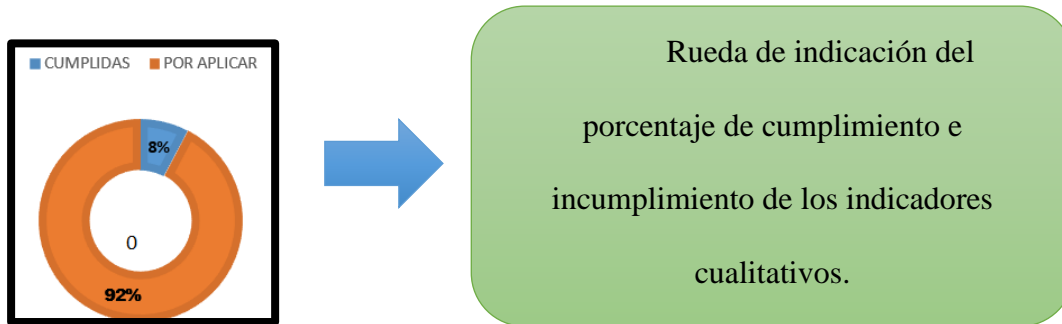 CUMPLIDAS POR APLICAR
8%
0
92%
Rueda de indicación del
porcentaje de cumplimiento e
incumplimiento de los indicadores
cualitativos.